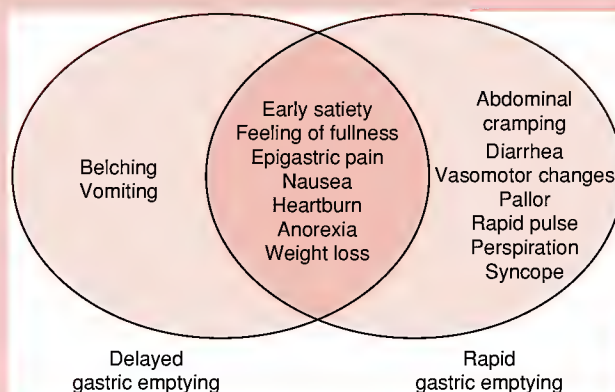 Belching
Vomiting
Early satiety
Feeling of fullness
Epigastric pain
Nausea
Heartburn
Anorexia
Weight loss
Abdominal
cramping
Diarrhea
Vasomotor changes
Pallor
Rapid pulse
Perspiration
Syncope
Delayed
gastric emptying
Rapid
gastric emptying